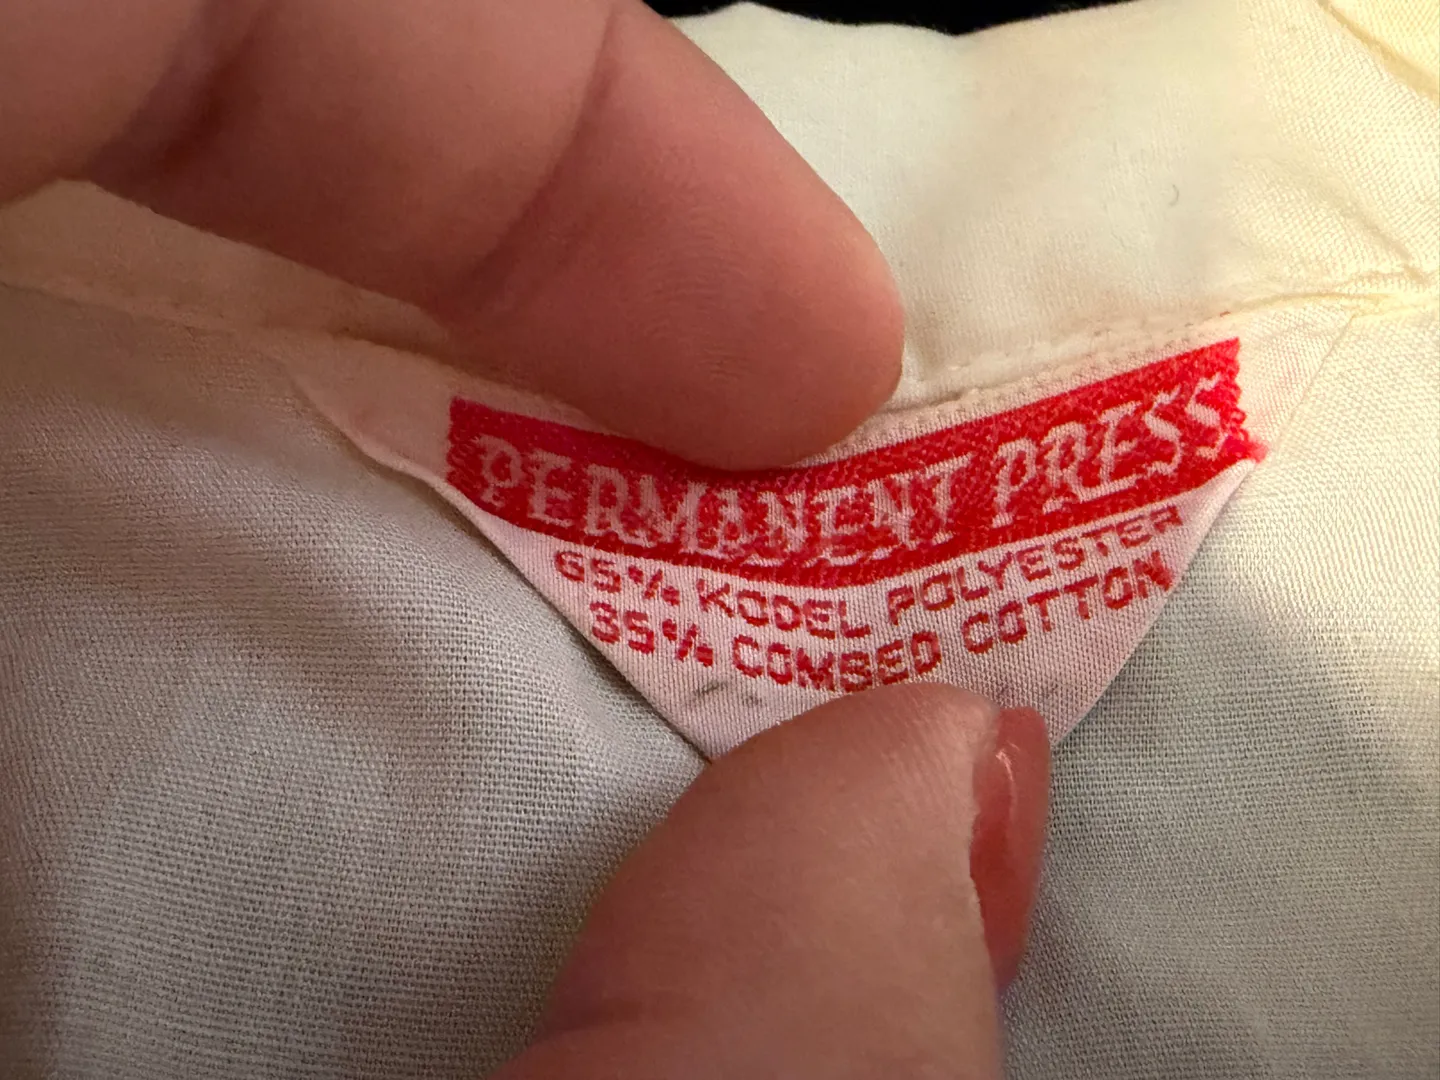 PERMANENT PRESS
65% KODEL POLYESTER
35% COMBED COTTON